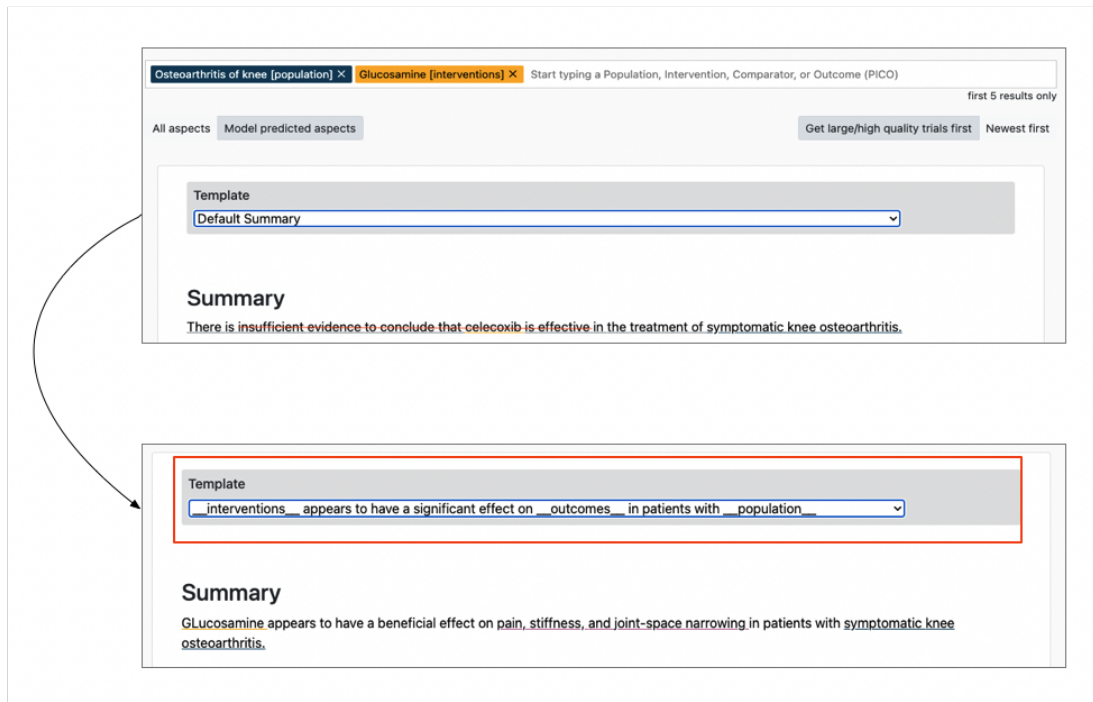 Osteoarthritis of knee [population] × Glucosamine [interventions] × Start typing a Population, Intervention, Comparator, or Outcome (PICO)
first 5 results only
All aspects Model predicted aspects Get large/high quality trials first Newest first
Template
Default Summary
Summary
There is insufficient evidence to conclude that celecoxib is effective in the treatment of symptomatic knee osteoarthritis.
Template
__interventions__ appears to have a significant effect on __outcomes__ in patients with __population__
Summary
GLucosamine appears to have a beneficial effect on pain, stiffness, and joint-space narrowing in patients with symptomatic knee
osteoarthritis.